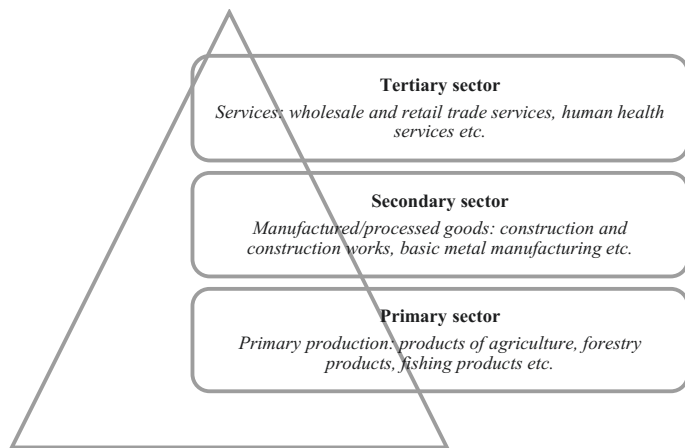 Tertiary sector
Services: wholesale and retail trade services, human health
services etc.
Secondary sector
Manufactured/processed goods: construction and
construction works, basic metal manufacturing etc.
Primary sector
Primary production: products of agriculture, forestry
products, fishing products etc.